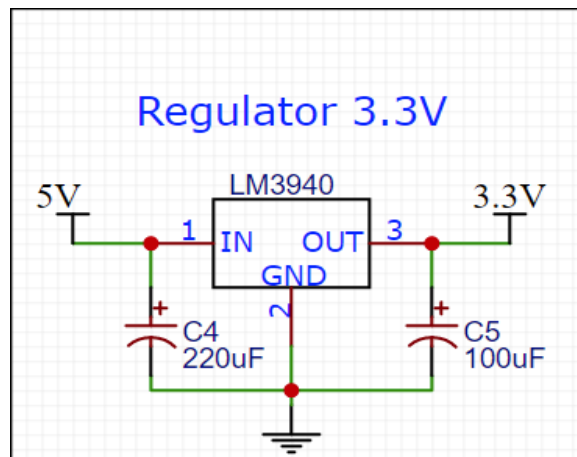 Regulator 3.3V
LM3940
5V
3.3V
1
IN
OUT
3
GND
2
C4
220uF
C5
100uF